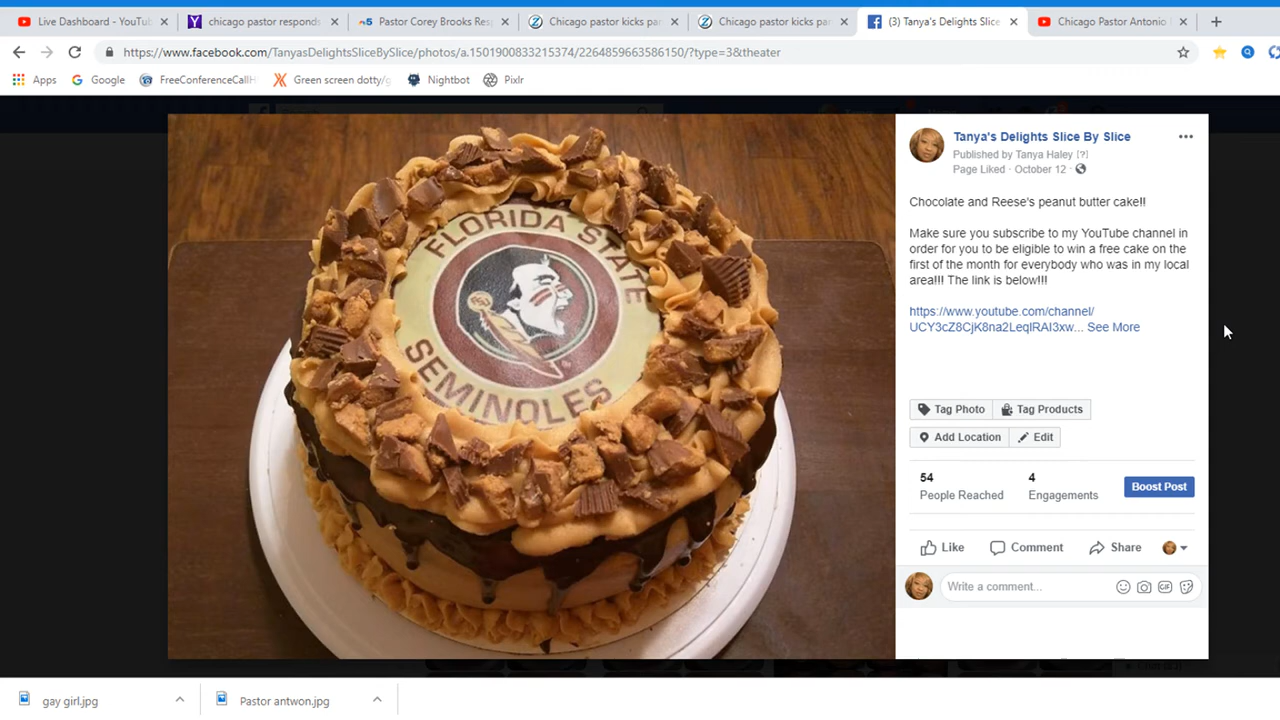 Live Dashboard - YouTub
chicago pastor responds
Pastor Corey Brooks Res
Chicago pastor kicks pa
Chicago pastor kicks pa
(3) Tanya's Delights Slice
Chicago Pastor Antonio
https://www.facebook.com/TanyasDelightsSliceBySlice/photos/a.1501900833215374/2264859663586150/?type=3&theater
Apps
Google
FreeConferenceCallH
Green screen dotty/g
Nightbot
Pixlr
FLORIDA STATE
SEMINOLES
Tanya's Delights Slice By Slice
Published by Tanya Haley [?]
Page Liked · October 12 ·
Chocolate and Reese's peanut butter cake!!
Make sure you subscribe to my YouTube channel in
order for you to be eligible to win a free cake on the
first of the month for everybody who was in my local
area!!! The link is below!!!
https://www.youtube.com/channel/
UCY3cZ8CjK8na2LeqIRAI3xw... See More
Tag Photo
Tag Products
Add Location
Edit
54
People Reached
4
Engagements
Boost Post
Like
Comment
Share
Write a comment...
GIF
gay girl.jpg
Pastor antwon.jpg